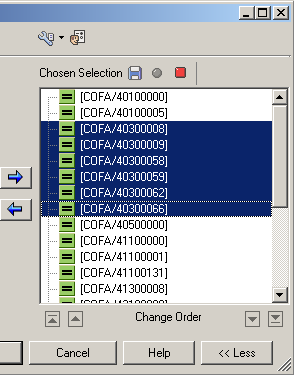 Chosen Selection
[COFA/40100000]
[COFA/40100005]
[COFA/40300008]
[COFA/40300009]
[COFA/40300058]
[COFA/40300059]
[COFA/40300062]
[COFA/40300066]
[COFA/40500000]
[COFA/41100000]
[COFA/41100001]
[COFA/41100131]
[COFA/41300008]
Change Order
Cancel Help << Less